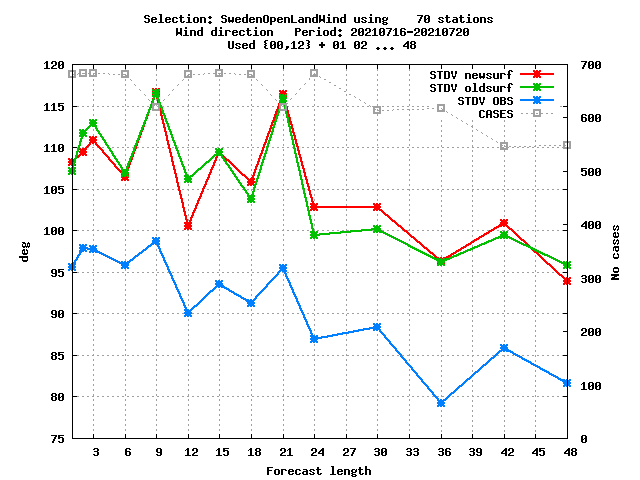 Selection: SwedenOpenLandWind using 70 stations
Wind direction Period: 20210716-20210720
Used {00,12} + 01 02 ... 48
120
115
110
105
100
95
90
85
80
75
700
600
500
400
300
200
100
0
STDV newsurf
STDV oldsurf
STDV OBS
CASES
deg
No cases
3 6 9 12 15 18 21 24 27 30 33 36 39 42 45 48
Forecast length